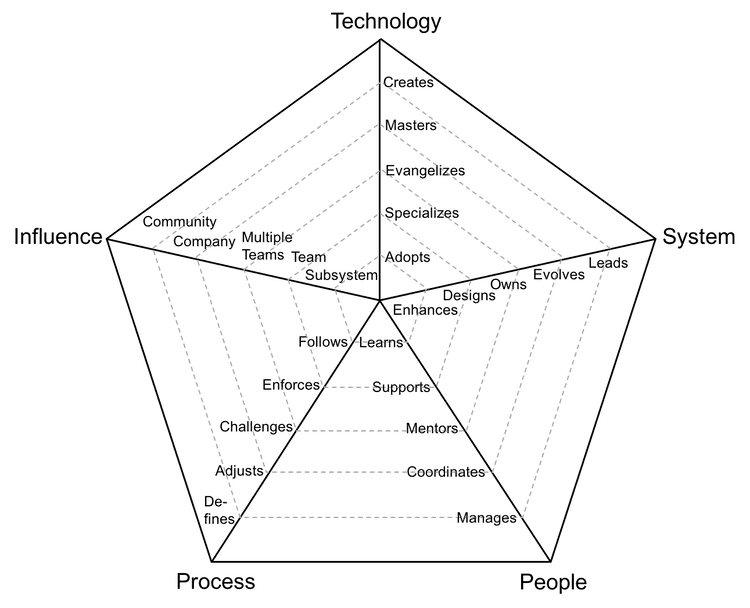 Technology
Creates
Masters
Evangelizes
Specializes
Adopts
Influence
Community
Company
Multiple
Teams
Team
Subsystem
System
Leads
Evolves
Owns
Designs
Enhances
Follows
Learns
Enforces
Supports
Challenges
Mentors
Adjusts
Coordinates
De-
fines
Manages
Process
People